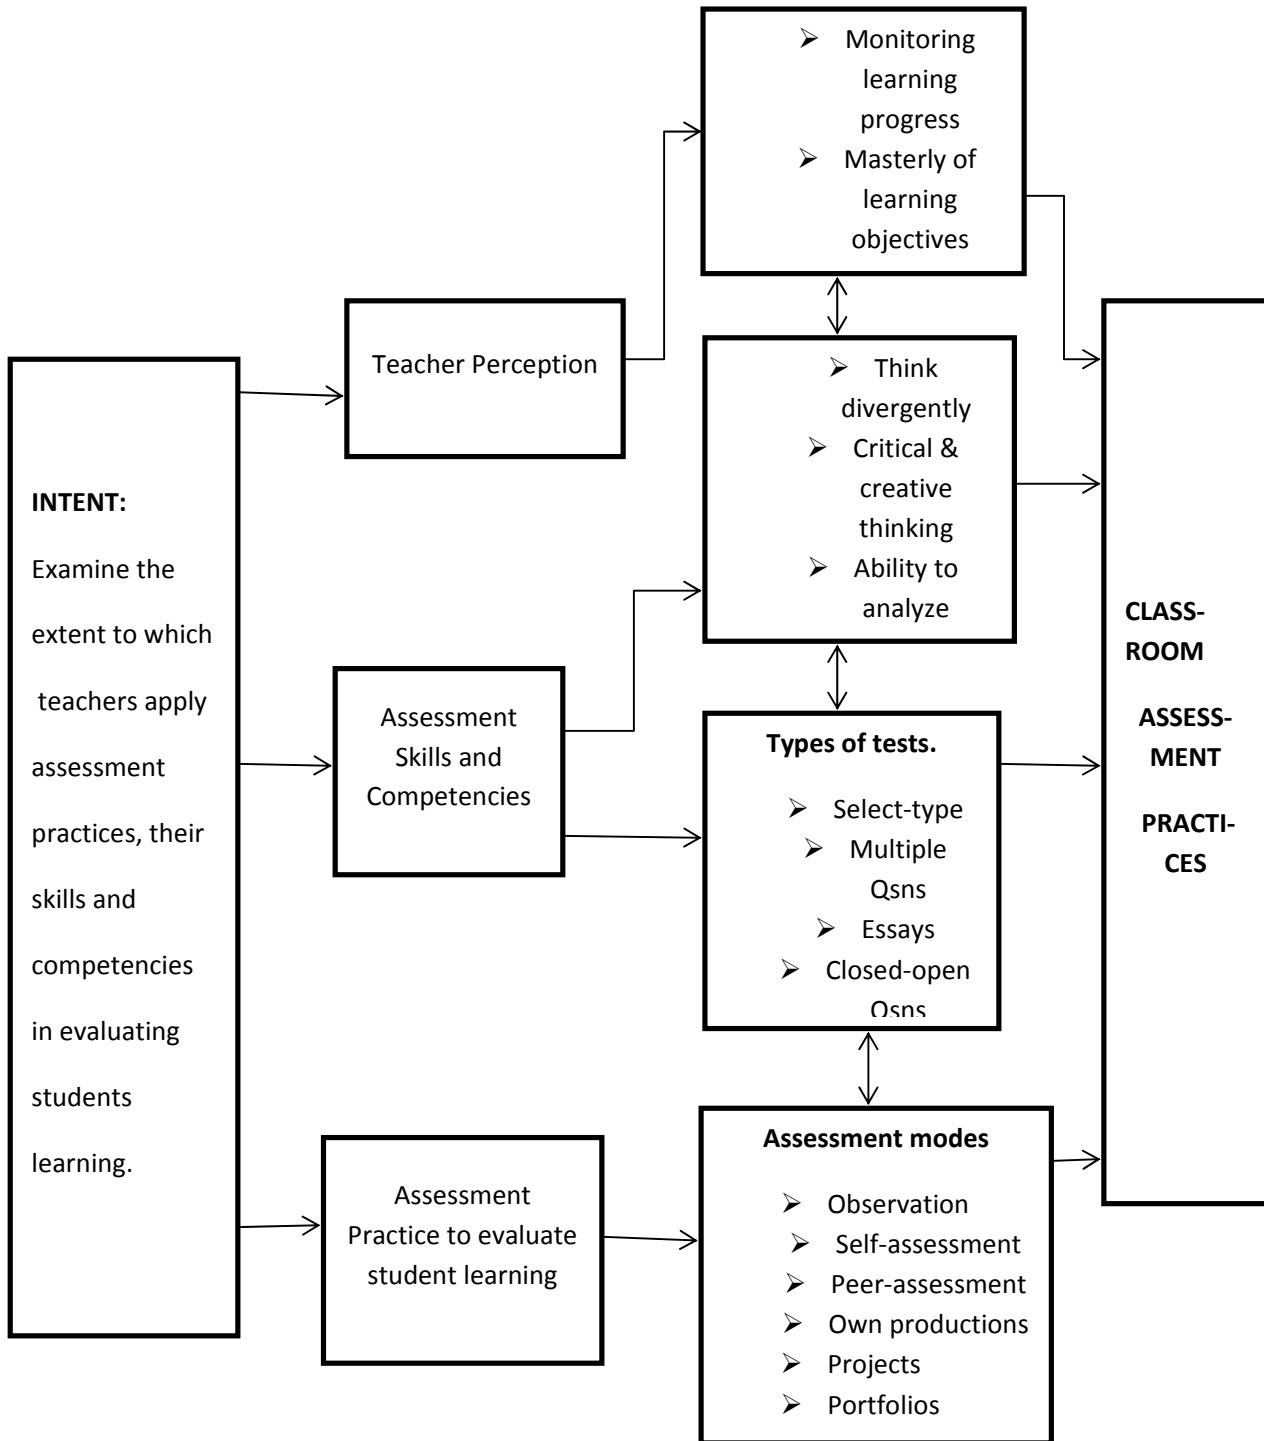 INTENT:
Examine the
extent to which
teachers apply
assessment
practices, their
skills and
competencies
in evaluating
students
learning.
Teacher Perception
Assessment
Skills and
Competencies
Assessment
Practice to evaluate
student learning
➢ Monitoring
learning
progress
➢ Masterly of
learning
objectives
➢ Think
divergently
➢ Critical &
creative
thinking
➢ Ability to
analyze
Types of tests.
➢ Select-type
➢ Multiple
Qsns
➢ Essays
➢ Closed-open
Qsns
Assessment modes
➢ Observation
➢ Self-assessment
➢ Peer-assessment
➢ Own productions
➢ Projects
➢ Portfolios
CLASS-
ROOM
ASSESS-
MENT
PRACTI-
CES